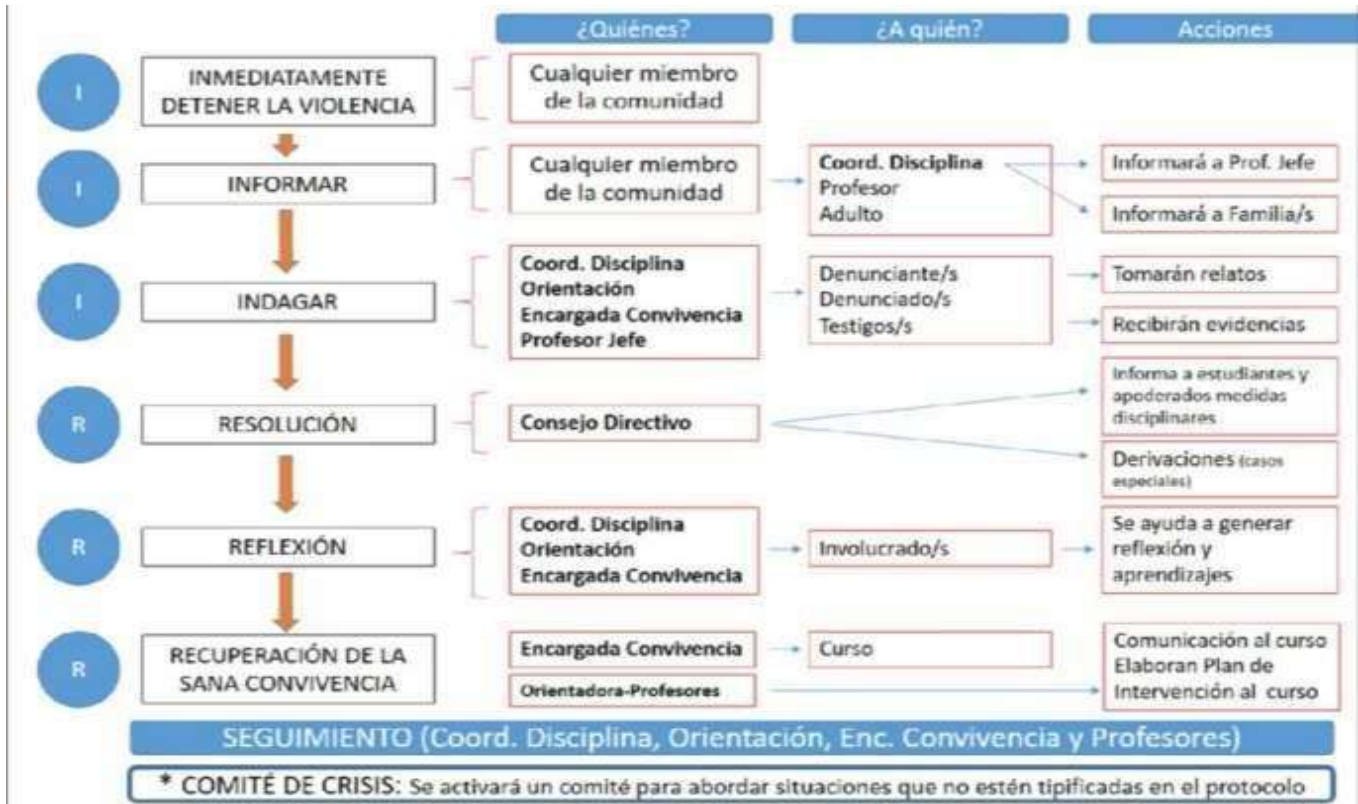 ¿Quiénes?
¿A quién?
Acciones
I
INMEDIATAMENTE
DETENER LA VIOLENCIA
Cualquier miembro
de la comunidad
I
INFORMAR
Cualquier miembro
de la comunidad
Coord. Disciplina
Profesor
Adulto
Informará a Prof. Jefe
Informará a Familia/s
I
INDAGAR
Coord. Disciplina
Orientación
Encargada Convivencia
Profesor Jefe
Denunciante/s
Denunciado/s
Testigos/s
Tomarán relatos
Recibirán evidencias
R
RESOLUCIÓN
Consejo Directivo
Informa a estudiantes y
apoderados medidas
disciplinares
Derivaciones (casos
especiales)
R
REFLEXIÓN
Coord. Disciplina
Orientación
Encargada Convivencia
Involucrado/s
Se ayuda a generar
reflexión y
aprendizajes
R
RECUPERACIÓN DE LA
SANA CONVIVENCIA
Encargada Convivencia
Curso
Orientadora-Profesores
Comunicación al curso
Elaboran Plan de
Intervención al curso
SEGUIMIENTO (Coord. Disciplina, Orientación, Enc. Convivencia y Profesores)
* COMITÉ DE CRISIS: Se activará un comité para abordar situaciones que no estén tipificadas en el protocolo